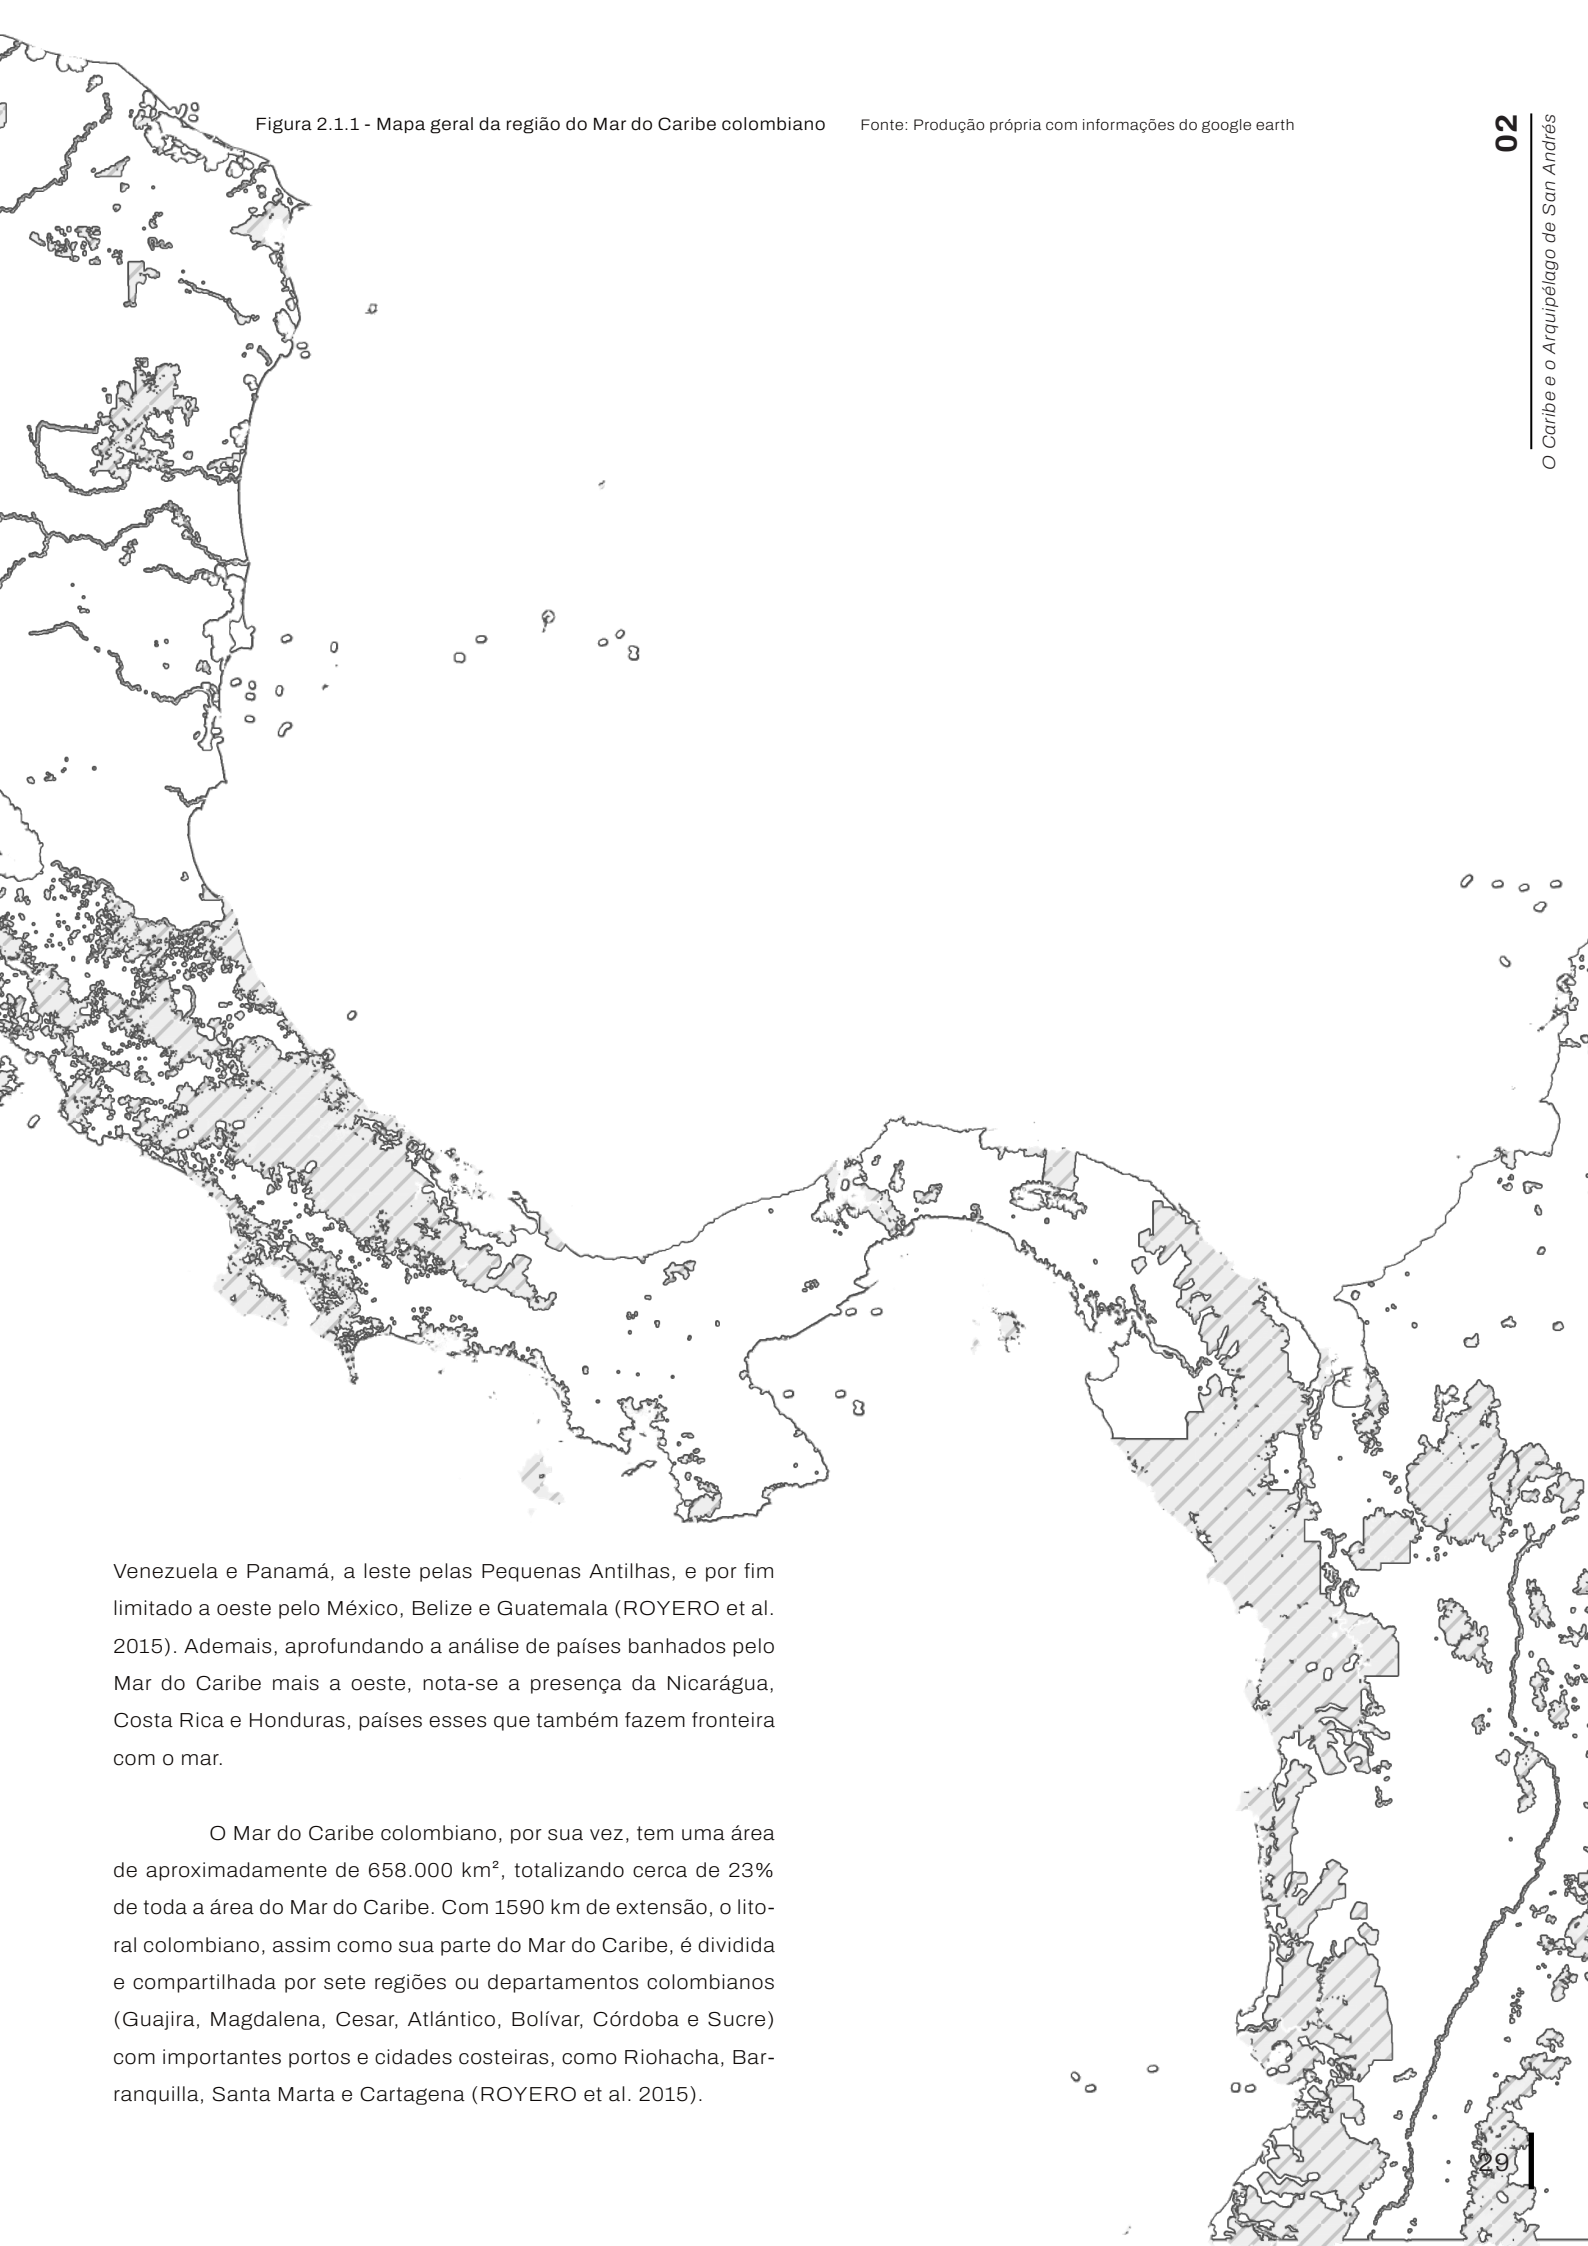 Figura 2.1.1 - Mapa geral da região do Mar do Caribe colombiano
Fonte: Produção própria com informações do google earth
02
O Caribe e o Arquipélago de San Andrés
Venezuela e Panamá, a leste pelas Pequenas Antilhas, e por fim
limitado a oeste pelo México, Belize e Guatemala (ROYERO et al.
2015). Ademais, aprofundando a análise de países banhados pelo
Mar do Caribe mais a oeste, nota-se a presença da Nicarágua,
Costa Rica e Honduras, países esses que também fazem fronteira
com o mar.
O Mar do Caribe colombiano, por sua vez, tem uma área
de aproximadamente de 658.000 km², totalizando cerca de 23%
de toda a área do Mar do Caribe. Com 1590 km de extensão, o lito-
ral colombiano, assim como sua parte do Mar do Caribe, é dividida
e compartilhada por sete regiões ou departamentos colombianos
(Guajira, Magdalena, Cesar, Atlántico, Bolívar, Córdoba e Sucre)
com importantes portos e cidades costeiras, como Riohacha, Bar-
ranquilla, Santa Marta e Cartagena (ROYERO et al. 2015).
29